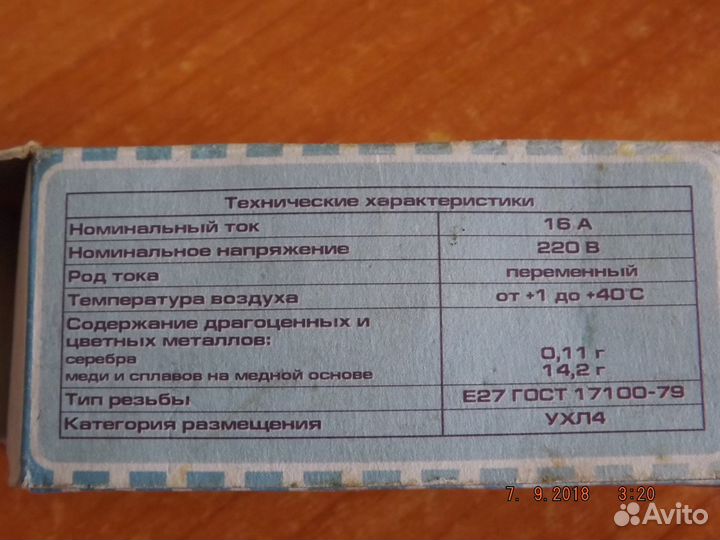 Технические характеристики
Номинальный ток 16 А
Номинальное напряжение 220 В
Род тока переменный
Температура воздуха от +1 до +40°С
Содержание драгоценных и
цветных металлов:
серебра 0,11 г
меди и сплавов на медной основе 14,2 г
Тип резьбы Е27 ГОСТ 17100-79
Категория размещения УХЛ4
7. 9.2018 3:20
Avito